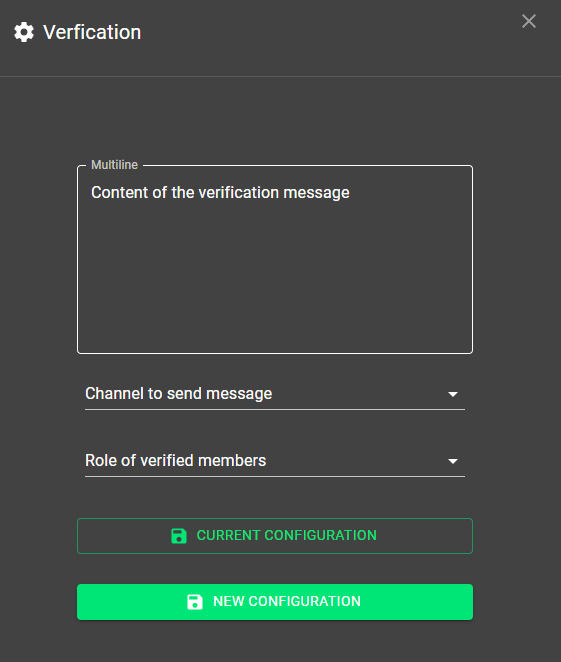 Verfication
Multiline
Content of the verification message
Channel to send message
Role of verified members
CURRENT CONFIGURATION
NEW CONFIGURATION